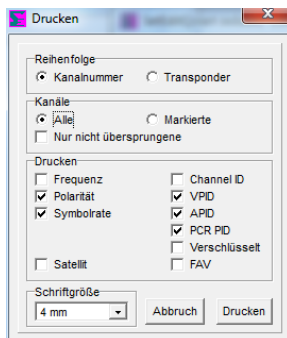 Drucken
Reihenfolge
Kanalnummer Transponder
Kanäle
Alle Markierte
Nur nicht übersprungene
Drucken
Frequenz Channel ID
Polarität VPID
Symbolrate APID
PCR PID
Verschlüsselt
Satellit FAV
Schriftgröße
4 mm Abbruch Drucken